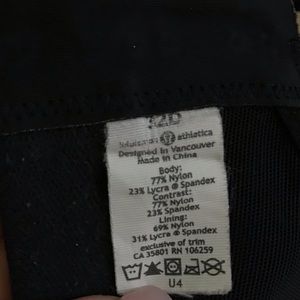 lululemon athletica
Designed in Vancouver
Made in China
Body:
77% Nylon
23% Lycra ® Spandex
Contrast:
77% Nylon
23% Spandex
Lining:
69% Nylon
31% Lycra ® Spandex
exclusive of trim
CA 35801 RN 106259
U4